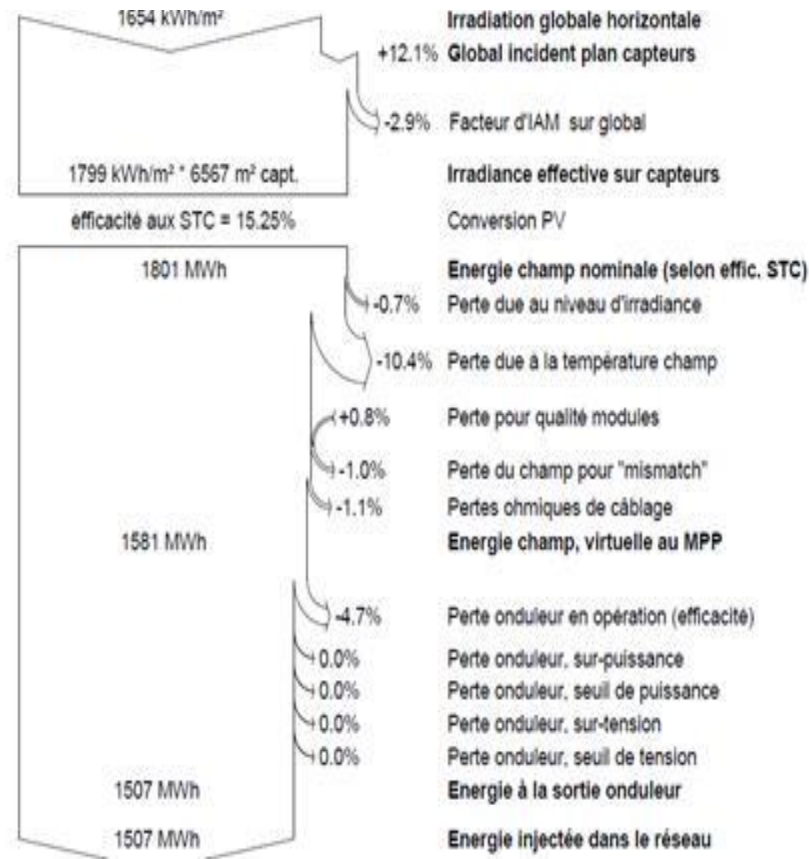 1654 kWh/m² Irradiation globale horizontale
+12.1% Global incident plan capteurs
-2.9% Facteur d'IAM sur global
1799 kWh/m² * 6567 m² capt. Irradiance effective sur capteurs
efficacité aux STC = 15.25% Conversion PV
1801 MWh Energie champ nominale (selon effic. STC)
-0.7% Perte due au niveau d'irradiance
-10.4% Perte due à la température champ
+0.8% Perte pour qualité modules
-1.0% Perte du champ pour "mismatch"
-1.1% Pertes ohmiques de câblage
1581 MWh Energie champ, virtuelle au MPP
-4.7% Perte onduleur en opération (efficacité)
0.0% Perte onduleur, sur-puissance
0.0% Perte onduleur, seuil de puissance
0.0% Perte onduleur, sur-tension
0.0% Perte onduleur, seuil de tension
1507 MWh Energie à la sortie onduleur
1507 MWh Energie injectée dans le réseau